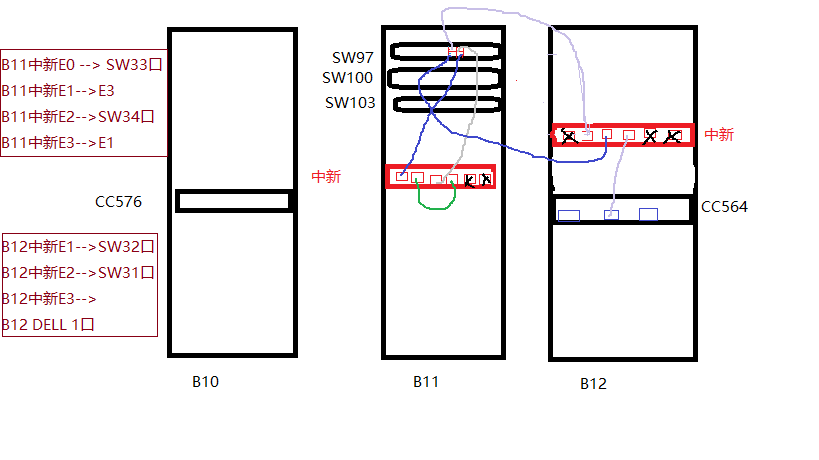 B11中新E0 --> SW33口
B11中新E1-->E3
B11中新E2-->SW34口
B11中新E3-->E1
SW97
SW100
SW103
中新
中新
CC576
CC564
B12中新E1-->SW32口
B12中新E2-->SW31口
B12中新E3-->
B12 DELL 1口
B10
B11
B12